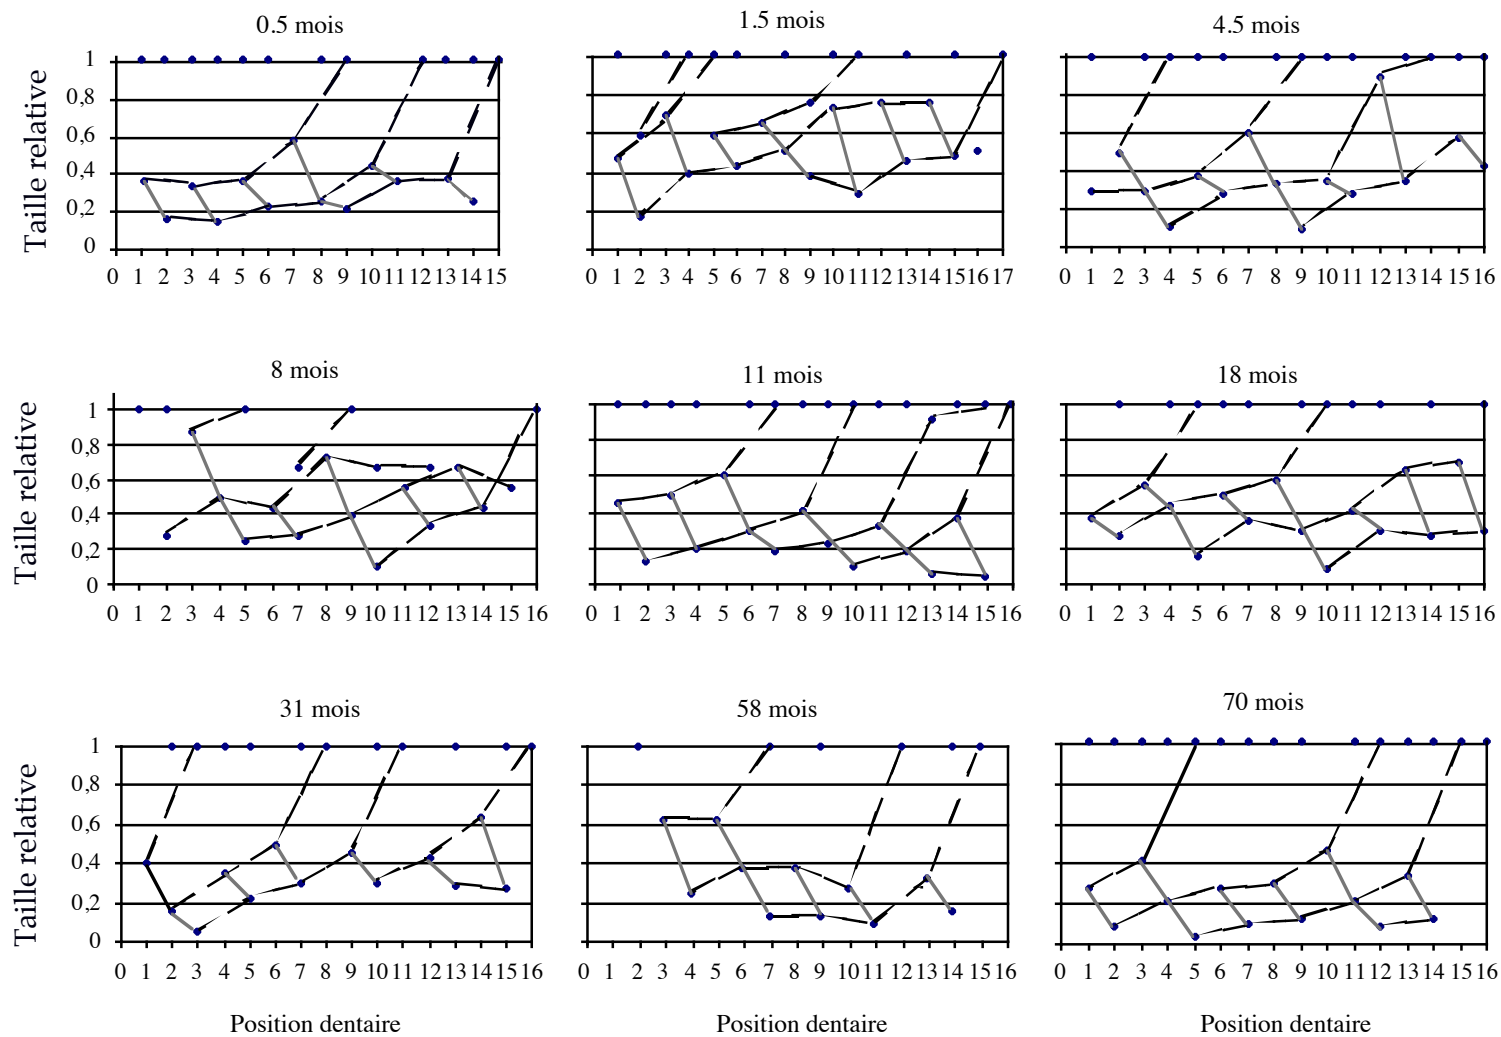 0.5 mois
1.5 mois
4.5 mois
Taille relative
1
0,8
0,6
0,4
0,2
0
0 1 2 3 4 5 6 7 8 9 10 11 12 13 14 15
0 1 2 3 4 5 6 7 8 9 10 11 12 13 14 15 16 17
0 1 2 3 4 5 6 7 8 9 10 11 12 13 14 15 16
8 mois
11 mois
18 mois
Taille relative
1
0,8
0,6
0,4
0,2
0
0 1 2 3 4 5 6 7 8 9 10 11 12 13 14 15 16
0 1 2 3 4 5 6 7 8 9 10 11 12 13 14 15 16
0 1 2 3 4 5 6 7 8 9 10 11 12 13 14 15 16
31 mois
58 mois
70 mois
Taille relative
1
0,8
0,6
0,4
0,2
0
0 1 2 3 4 5 6 7 8 9 10 11 12 13 14 15 16
0 1 2 3 4 5 6 7 8 9 10 11 12 13 14 15 16
0 1 2 3 4 5 6 7 8 9 10 11 12 13 14 15 16
Position dentaire
Position dentaire
Position dentaire